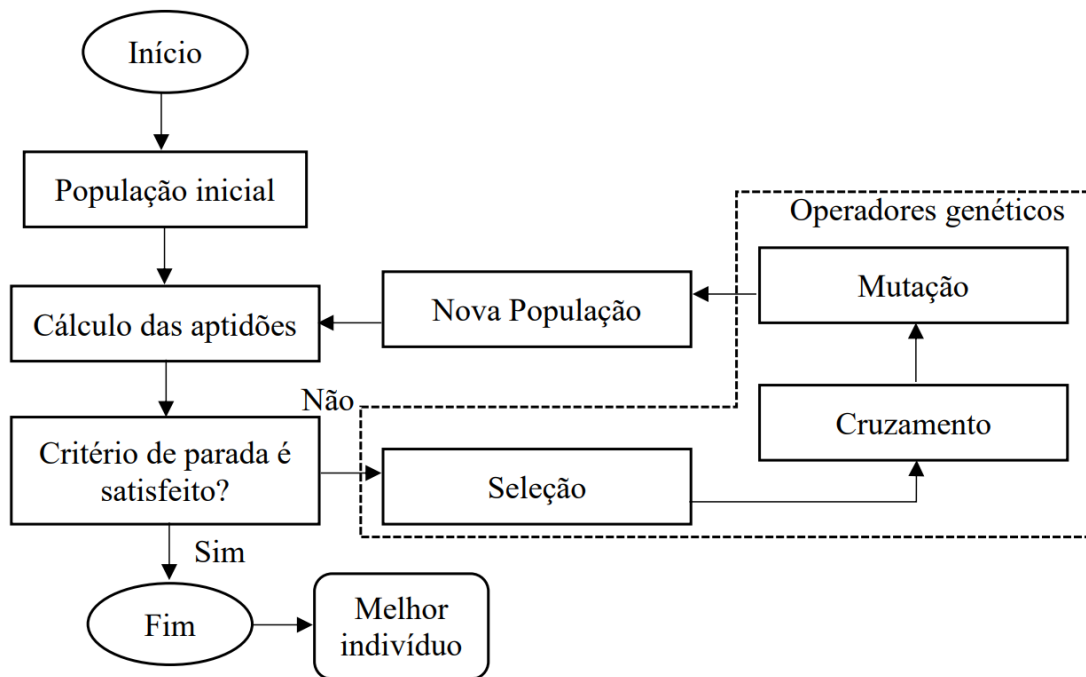 Início
População inicial
Operadores genéticos
Mutação
Nova População
Cálculo das aptidões
Não
Cruzamento
Critério de parada é
satisfeito?
Seleção
Sim
Fim
Melhor
indivíduo